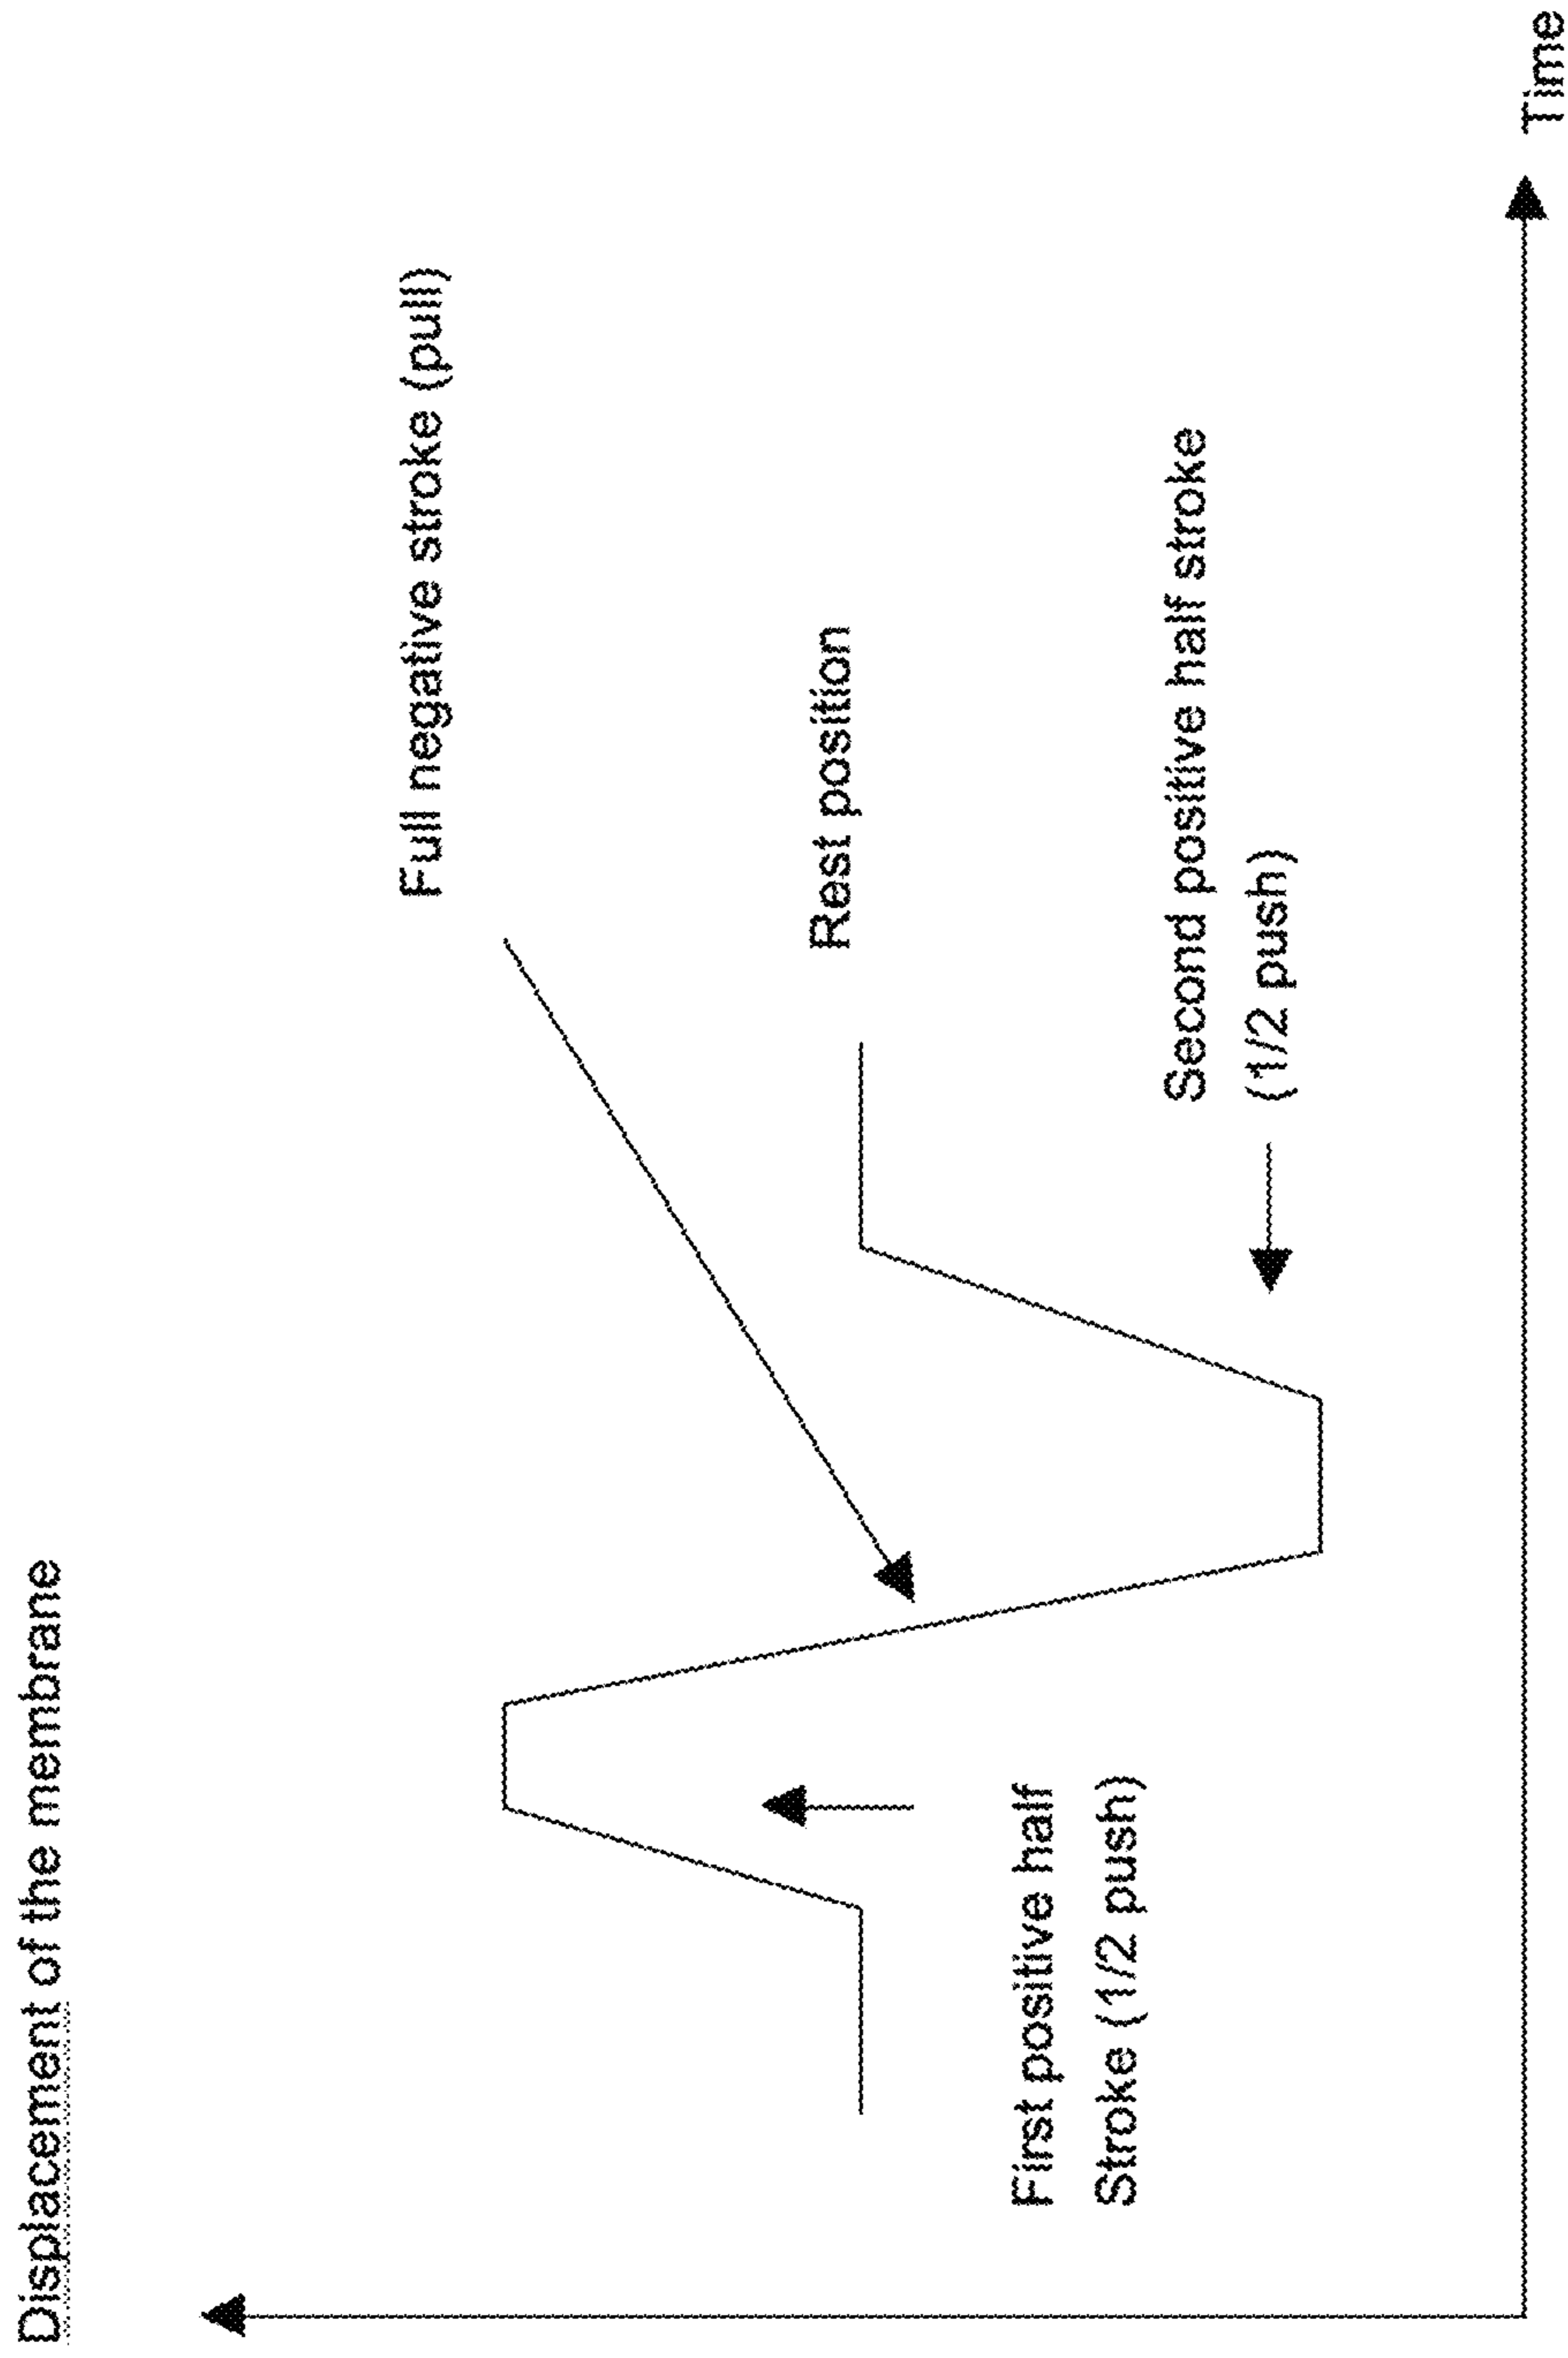 Displacement of the membrane
Full negative stroke (pull)
Rest position
First positive half
Stroke (1/2 push)
Second positive half stroke
(1/2 push)
Time